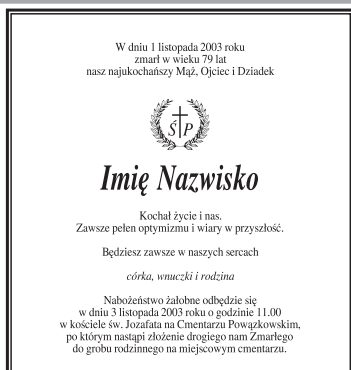 W dniu 1 listopada 2003 roku
zmarł w wieku 79 lat
nasz najukochańszy Mąż, Ojciec i Dziadek
Ś P
Imię Nazwisko
Kochał życie i nas.
Zawsze pełen optymizmu i wiary w przyszłość.
Będziesz zawsze w naszych sercach
córka, wnuczki i rodzina
Nabożeństwo żałobne odbędzie się
w dniu 3 listopada 2003 roku o godzinie 11.00
w kościele św. Jozafata na Cmentarzu Powązkowskim,
po którym nastąpi złożenie drogiego nam Zmarłego
do grobu rodzinnego na miejscowym cmentarzu.